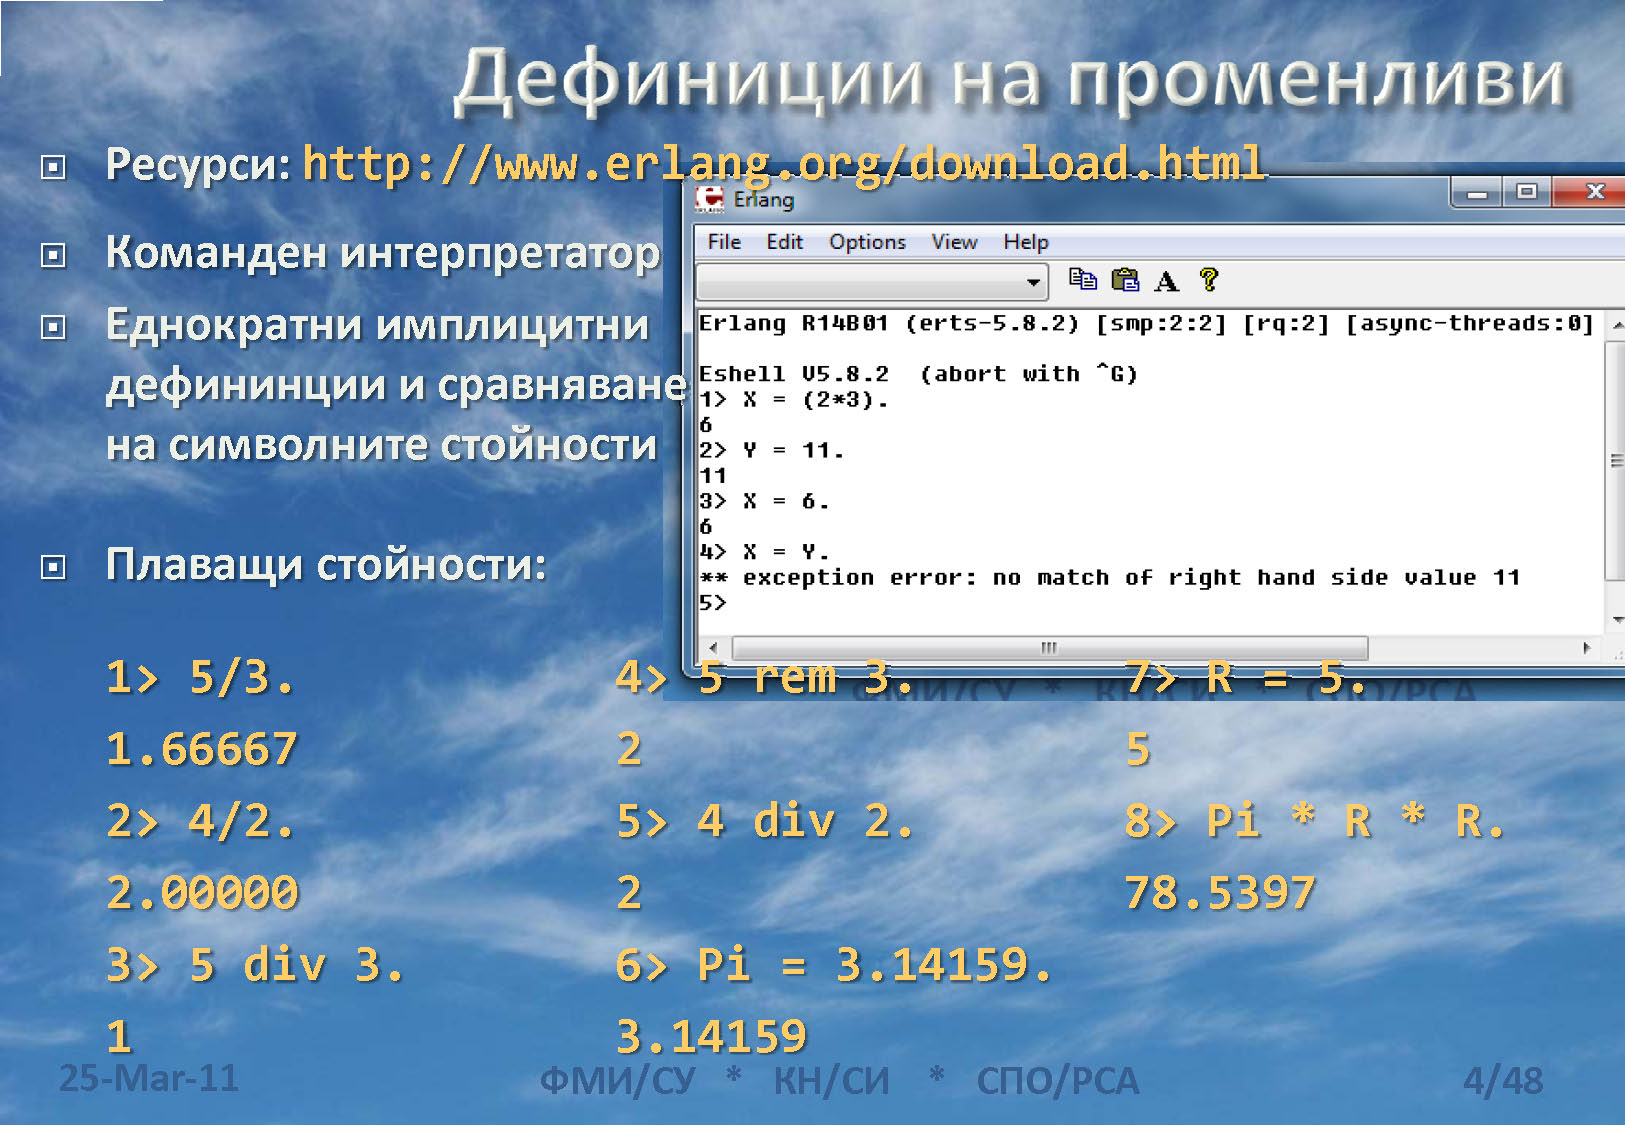 Дефиниции на променливи
Ресурси: http://www.erlang.org/download.html
Команден интерпретатор
Еднократни имплицитни
дефининции и сравняване
на символните стойности
Erlang
File Edit Options View Help
Erlang R14B01 (erts-5.8.2) [smp:2:2] [rq:2] [async-threads:0]
Eshell V5.8.2 (abort with ^G)
1> X = (2*3).
6
2> Y = 11.
11
3> X = 6.
6
4> X = Y.
** exception error: no match of right hand side value 11
5>
Плаващи стойности:
1> 5/3.
1.66667
2> 4/2.
2.00000
3> 5 div 3.
1
4> 5 rem 3.
2
5> 4 div 2.
2
6> Pi = 3.14159.
3.14159
7> R = 5.
5
8> Pi * R * R.
78.5397
ФМИ/СУ * КН/СИ * СПО/РСА
25-Mar-11
ФМИ/СУ * КН/СИ * СПО/РСА
4/48